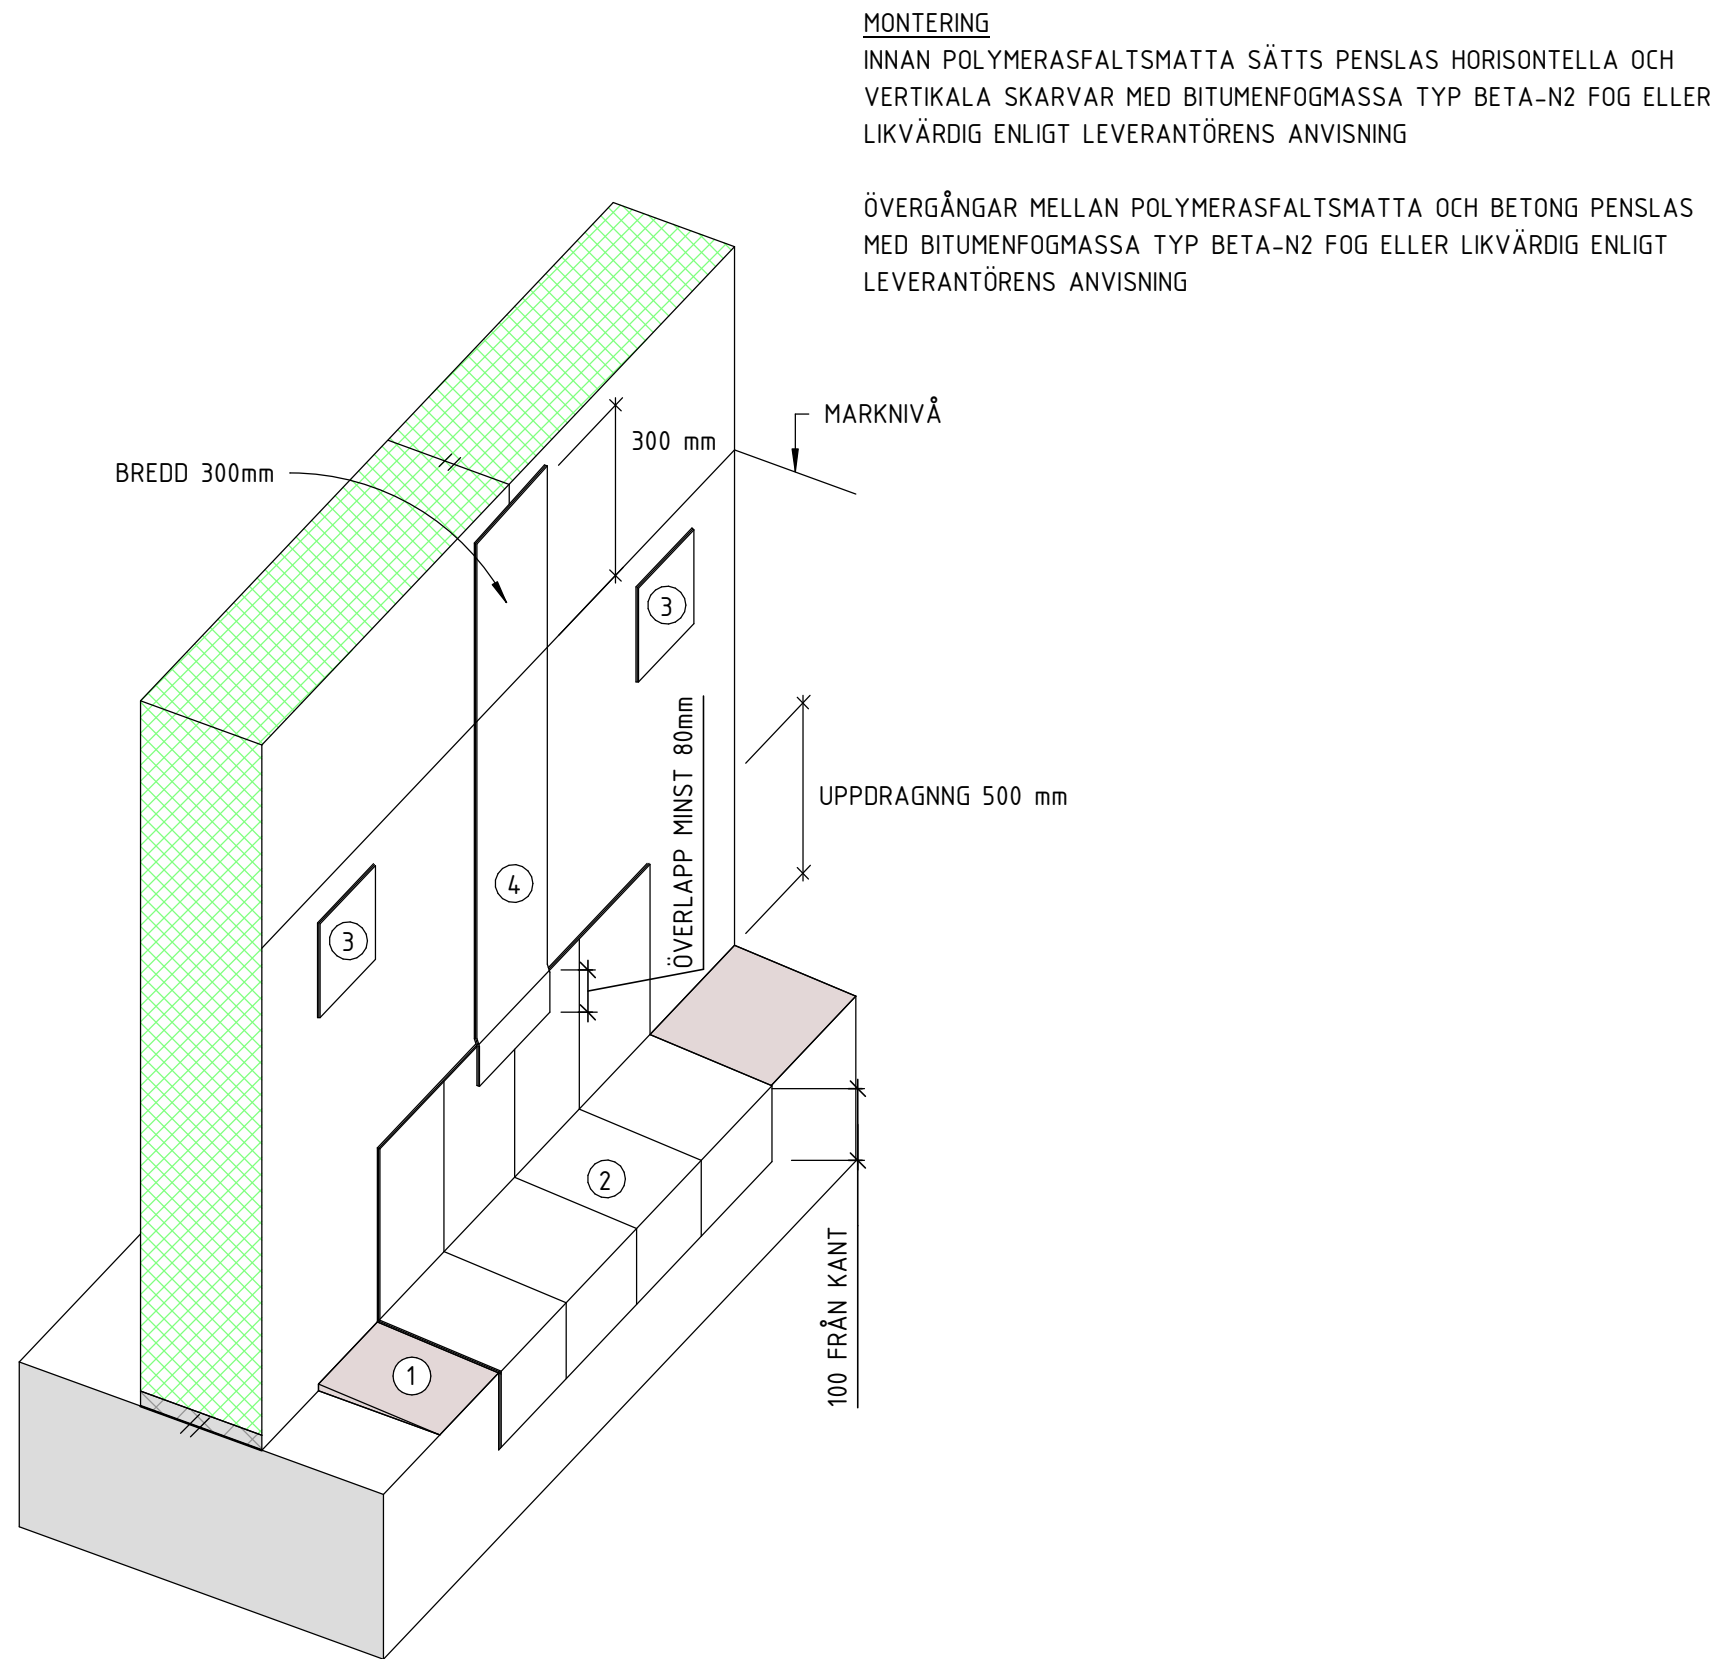 MONTERING
INNAN POLYMERASFALTSMATTA SÄTTS PENSLAS HORISONTELLA OCH
VERTIKALA SKARVAR MED BITUMENFOGMASSA TYP BETA-N2 FOG ELLER
LIKVÄRDIG ENLIGT LEVERANTÖRENS ANVISNING
ÖVERGÅNGAR MELLAN POLYMERASFALTSMATTA OCH BETONG PENSLAS
MED BITUMENFOGMASSA TYP BETA-N2 FOG ELLER LIKVÄRDIG ENLIGT
LEVERANTÖRENS ANVISNING
MARKNIVÅ
300 mm
BREDD 300mm
3
ÖVERLAPP MINST 80mm
UPPDRAGNNG 500 mm
4
3
2
100 FRÅN KANT
1